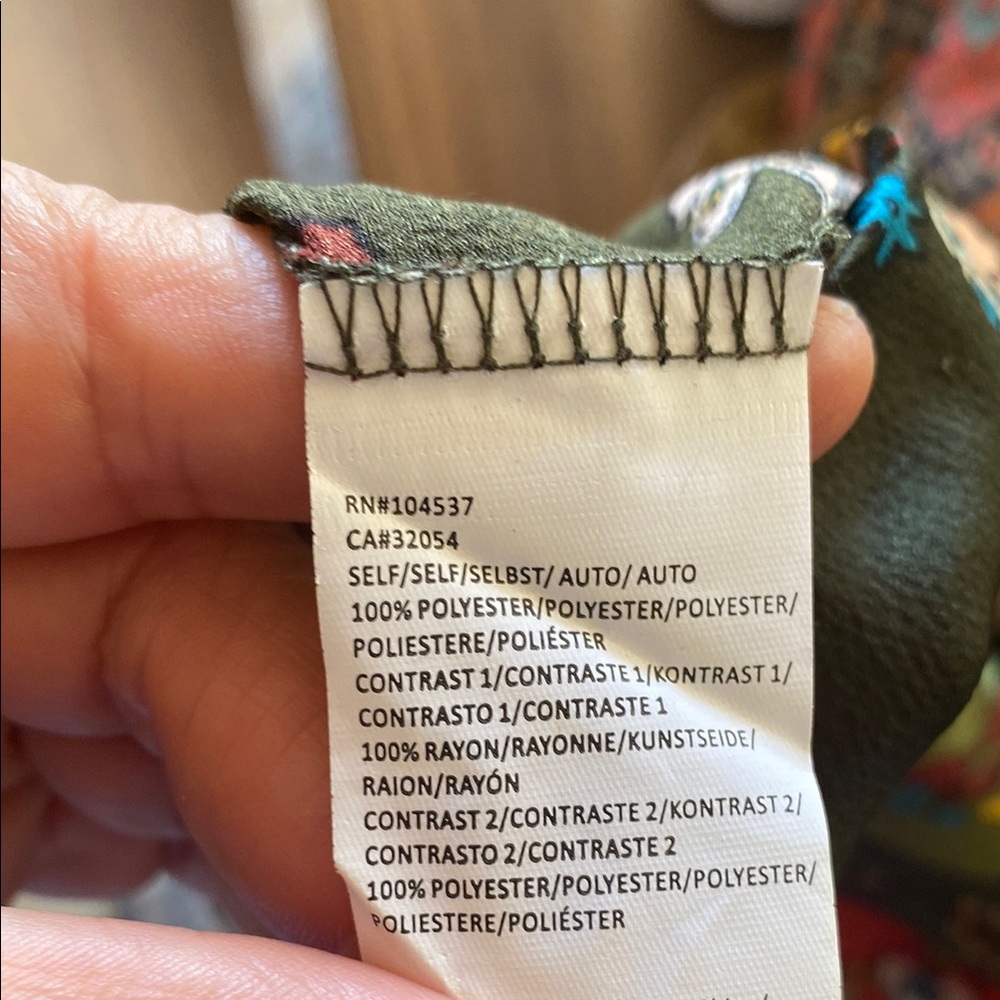 RN#104537
CA#32054
SELF/SELF/SELBST/ AUTO/ AUTO
100% POLYESTER/POLYESTER/POLYESTER/
POLIESTERE/POLIÉSTER
CONTRAST 1/CONTRASTE 1/KONTRAST 1/
CONTRASTO 1/CONTRASTE 1
100% RAYON/RAYONNE/KUNSTSEIDE/
RAION/RAYÓN
CONTRAST 2/CONTRASTE 2/KONTRAST 2/
CONTRASTO 2/CONTRASTE 2
100% POLYESTER/POLYESTER/POLYESTER/
POLIESTERE/POLIÉSTER